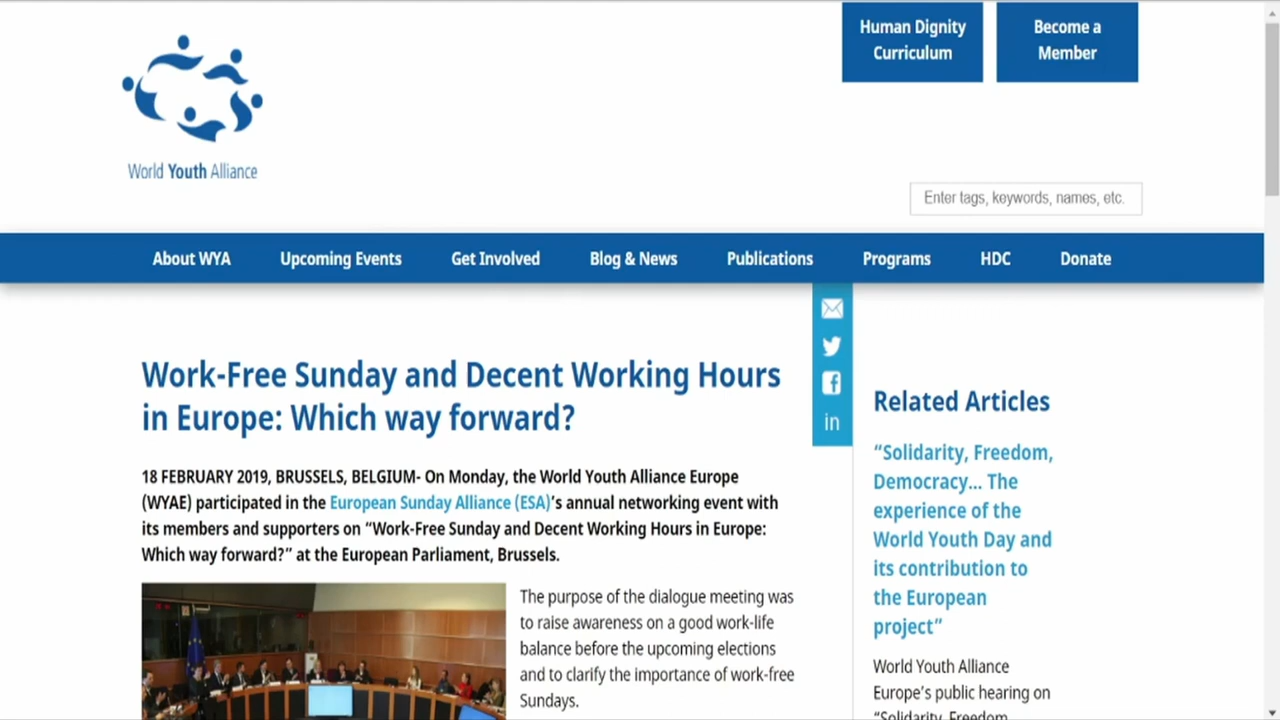 Human Dignity
Curriculum
Become a
Member
World Youth Alliance
Enter tags, keywords, names, etc.
About WYA
Upcoming Events
Get Involved
Blog & News
Publications
Programs
HDC
Donate
in
Work-Free Sunday and Decent Working Hours
in Europe: Which way forward?
18 FEBRUARY 2019, BRUSSELS, BELGIUM- On Monday, the World Youth Alliance Europe
(WYAE) participated in the European Sunday Alliance (ESA)’s annual networking event with
its members and supporters on “Work-Free Sunday and Decent Working Hours in Europe:
Which way forward?” at the European Parliament, Brussels.
The purpose of the dialogue meeting was
to raise awareness on a good work-life
balance before the upcoming elections
and to clarify the importance of work-free
Sundays.
Related Articles
“Solidarity, Freedom,
Democracy… The
experience of the
World Youth Day and
its contribution to
the European
project”
World Youth Alliance
Europe’s public hearing on
“Solidarity, Freedom